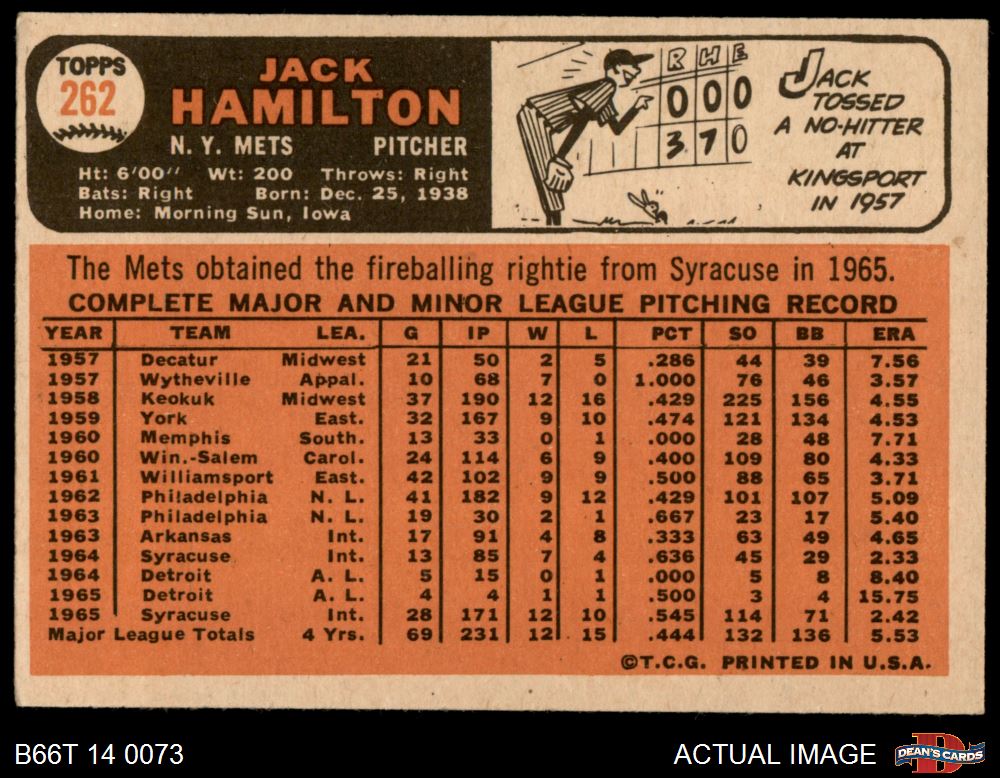 TOPPS
262
JACK
HAMILTON
N. Y. METS PITCHER
Ht: 6'00" Wt: 200 Throws: Right
Bats: Right Born: Dec. 25, 1938
Home: Morning Sun, Iowa
R H E
0 0 0
3 7 0
JACK
TOSSED
A NO-HITTER
AT
KINGSPORT
IN 1957
The Mets obtained the fireballing rightie from Syracuse in 1965.
COMPLETE MAJOR AND MINOR LEAGUE PITCHING RECORD
YEAR TEAM LEA. G IP W L PCT SO BB ERA
1957 Decatur Midwest 21 50 2 5 .286 44 39 7.56
1957 Wytheville Appal. 10 68 7 0 1.000 76 46 3.57
1958 Keokuk Midwest 37 190 12 16 .429 225 156 4.55
1959 York East. 32 167 9 10 .474 121 134 4.53
1960 Memphis South. 13 33 0 1 .000 28 48 7.71
1960 Win.-Salem Carol. 24 114 6 9 .400 109 80 4.33
1961 Williamsport East. 42 102 9 9 .500 88 65 3.71
1962 Philadelphia N. L. 41 182 9 12 .429 101 107 5.09
1963 Philadelphia N. L. 19 30 2 1 .667 23 17 5.40
1963 Arkansas Int. 17 91 4 8 .333 63 49 4.65
1964 Syracuse Int. 13 85 7 4 .636 45 29 2.33
1964 Detroit A. L. 5 15 0 1 .000 5 8 8.40
1965 Detroit A. L. 4 4 1 1 .500 3 4 15.75
1965 Syracuse Int. 28 171 12 10 .545 114 71 2.42
Major League Totals 4 Yrs. 69 231 12 15 .444 132 136 5.53
©T.C.G. PRINTED IN U.S.A.
B66T 14 0073 ACTUAL IMAGE DEAN'S CARDS